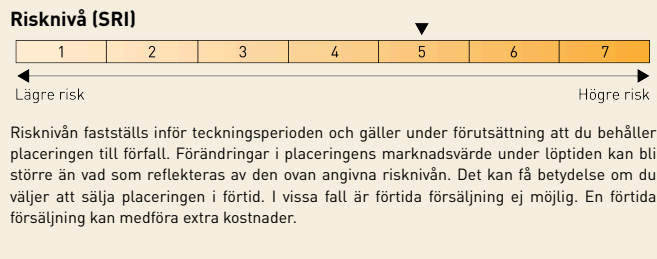 Risknivå (SRI)
1 2 3 4 5 6 7
Lägre risk Högre risk
Risknivån fastställs inför teckningsperioden och gäller under förutsättning att du behåller
placeringen till förfall. Förändringar i placeringens marknadsvärde under löptiden kan bli
större än vad som reflekteras av den ovan angivna risknivån. Det kan få betydelse om du
väljer att sälja placeringen i förtid. I vissa fall är förtida försäljning ej möjlig. En förtida
försäljning kan medföra extra kostnader.